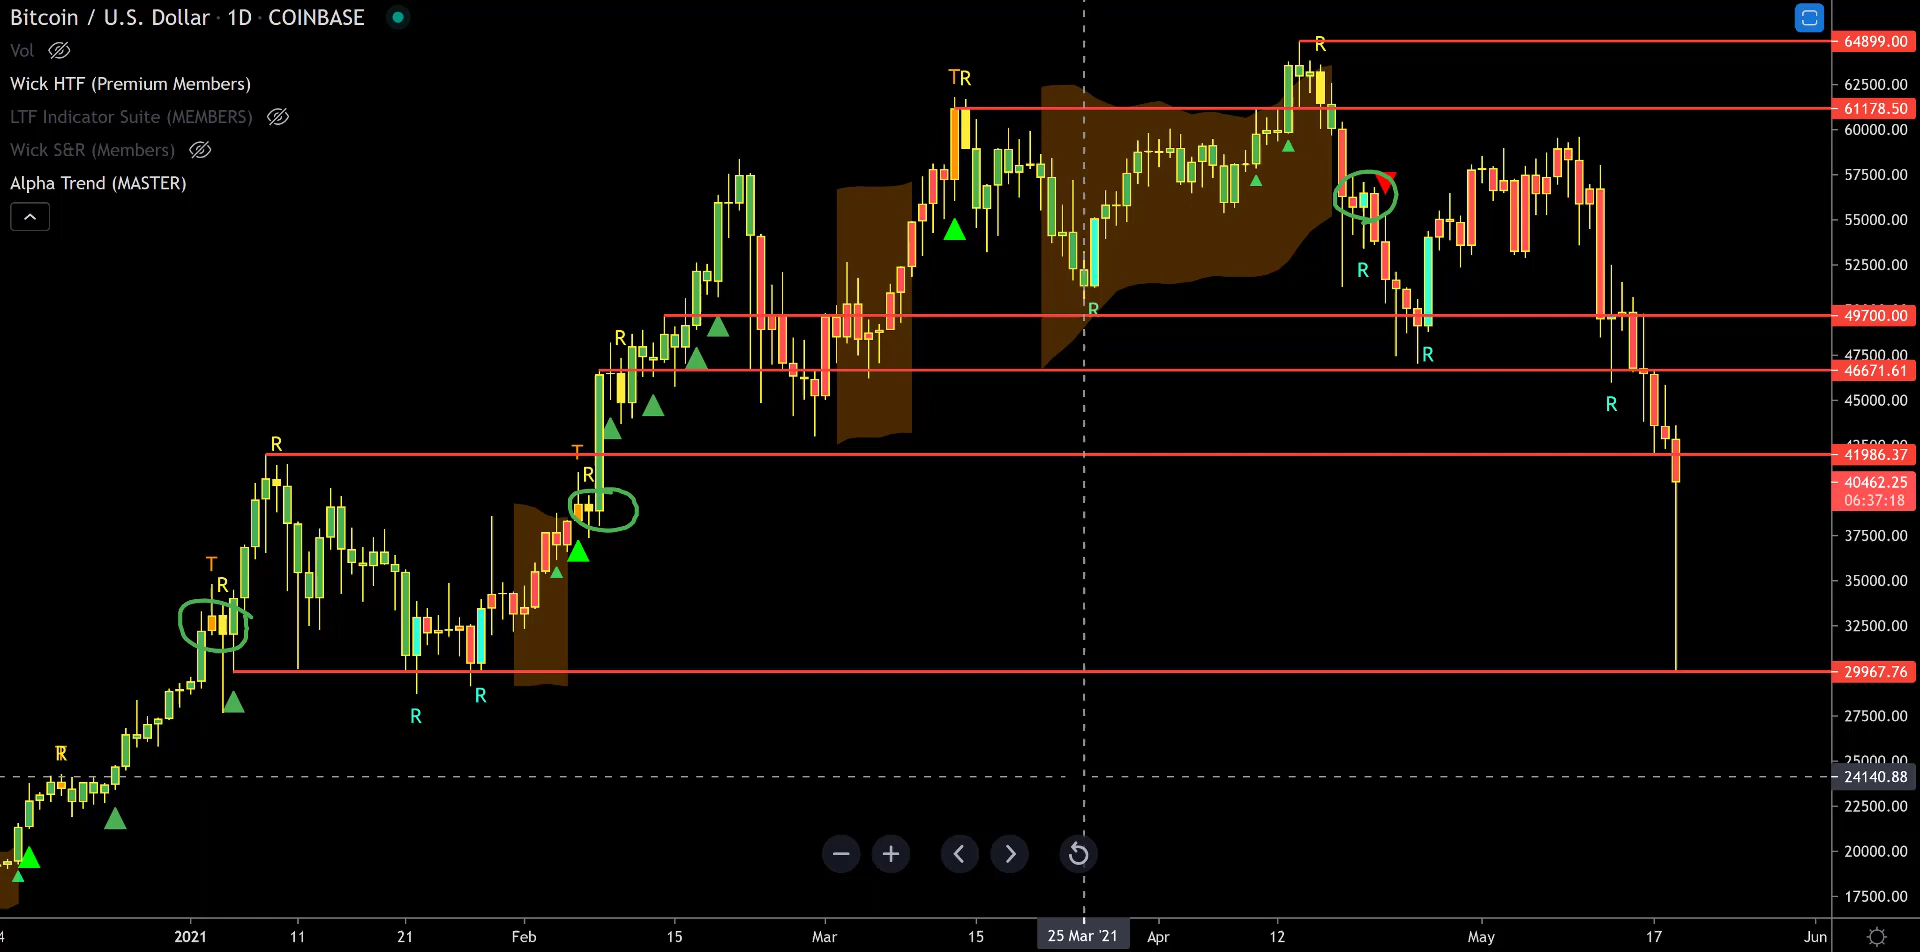 Bitcoin / U.S. Dollar · 1D · COINBASE
Vol
Wick HTF (Premium Members)
LTF Indicator Suite (MEMBERS)
Wick S&R (Members)
Alpha Trend (MASTER)
64899.00
62500.00
61178.50
60000.00
57500.00
55000.00
52500.00
49700.00
47500.00
46671.61
45000.00
41986.37
40462.25
06:37:18
37500.00
35000.00
32500.00
29967.76
27500.00
25000.00
24140.88
22500.00
20000.00
17500.00
R
TR
R
R
R
R
T
R
R
R
T
R
R
R
R
R
4 2021 11 21 Feb 15 Mar 15 25 Mar '21 Apr 12 May 17 Jun